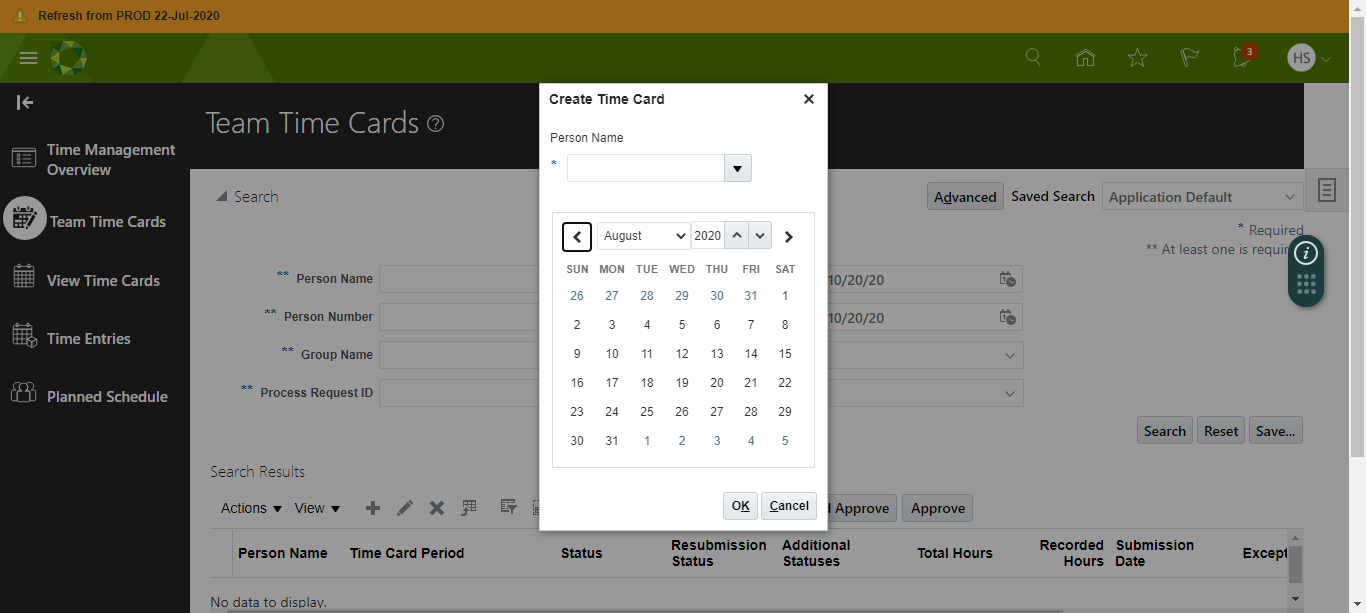 Refresh from PROD 22-Jul-2020
3
HS
Team Time Cards
Time Management
Overview
Team Time Cards
View Time Cards
Time Entries
Planned Schedule
Search
Advanced
Saved Search
Application Default
* Required
** At least one is requir
** Person Name
10/20/20
** Person Number
10/20/20
** Group Name
** Process Request ID
Search
Reset
Save...
Create Time Card
Person Name
*
August
2020
SUN MON TUE WED THU FRI SAT
26 27 28 29 30 31 1
2 3 4 5 6 7 8
9 10 11 12 13 14 15
16 17 18 19 20 21 22
23 24 25 26 27 28 29
30 31 1 2 3 4 5
OK
Cancel
Search Results
Actions
View
Approve
Approve
Person Name
Time Card Period
Status
Resubmission
Status
Additional
Statuses
Total Hours
Recorded
Hours
Submission
Date
Except
No data to display.